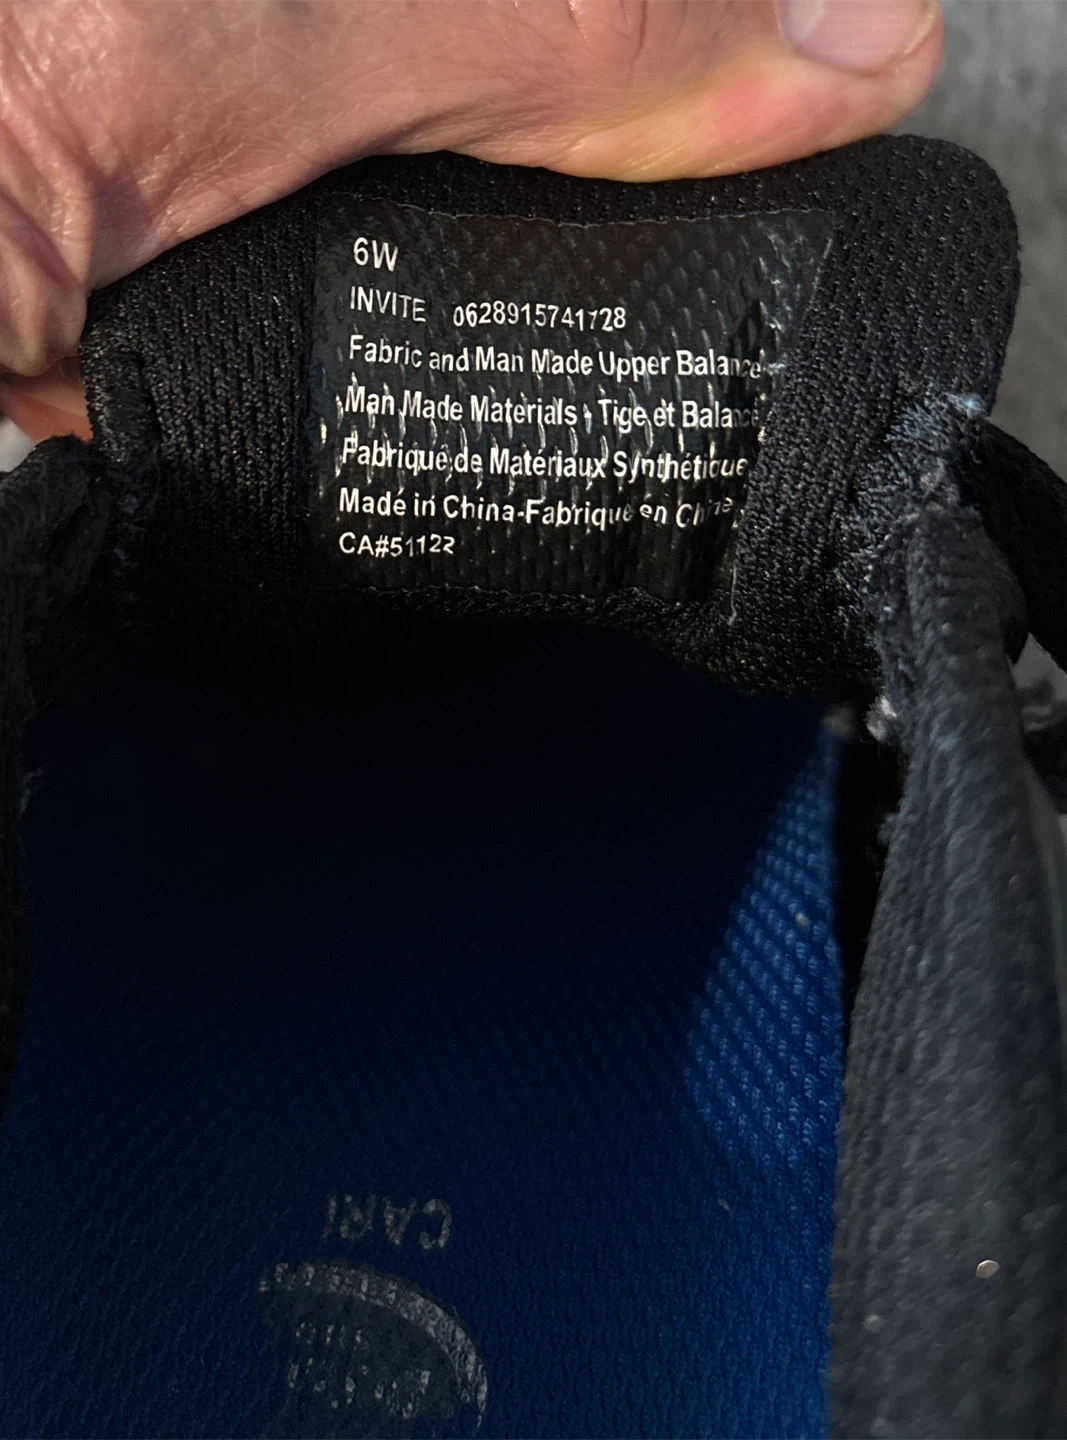 6W
INVITE 0628915741728
Fabric and Man Made Upper Balance
Man Made Materials • Tige et Balance
Fabriqué de Matériaux Synthétique
Made in China-Fabrique en Chine
CA#51122
CARI